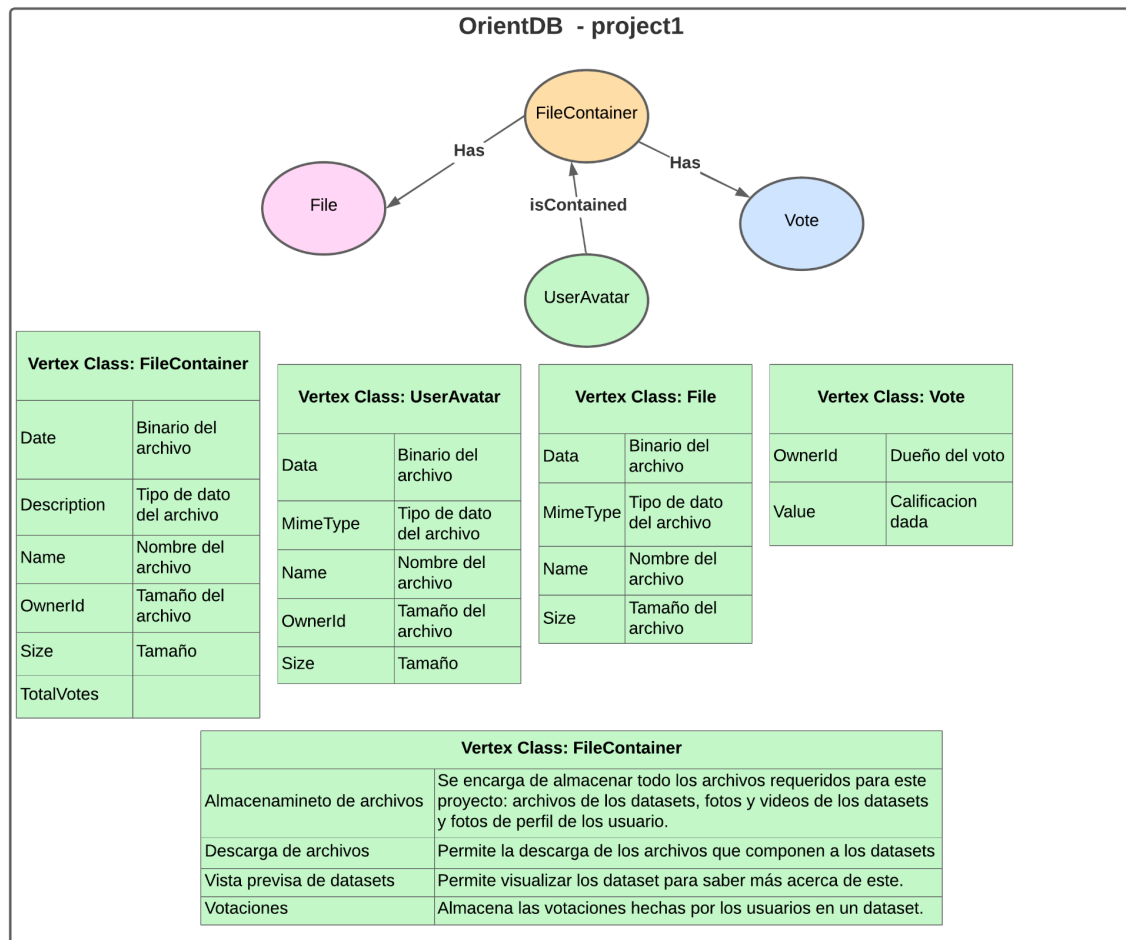 OrientDB - project1
FileContainer
Has
Has
File
isContained
Vote
UserAvatar
Vertex Class: FileContainer
Date
Binario del
archivo
Description
Tipo de dato
del archivo
Name
Nombre del
archivo
OwnerId
Tamaño del
archivo
Size
Tamaño
TotalVotes
Vertex Class: UserAvatar
Data
Binario del
archivo
MimeType
Tipo de dato
del archivo
Name
Nombre del
archivo
OwnerId
Tamaño del
archivo
Size
Tamaño
Vertex Class: File
Data
Binario del
archivo
MimeType
Tipo de dato
del archivo
Name
Nombre del
archivo
Size
Tamaño del
archivo
Vertex Class: Vote
OwnerId
Dueño del voto
Value
Calificacion
dada
Vertex Class: FileContainer
Almacenamineto de archivos
Se encarga de almacenar todo los archivos requeridos para este
proyecto: archivos de los datasets, fotos y videos de los datasets
y fotos de perfil de los usuario.
Descarga de archivos
Permite la descarga de los archivos que componen a los datasets
Vista previsa de datasets
Permite visualizar los dataset para saber más acerca de este.
Votaciones
Almacena las votaciones hechas por los usuarios en un dataset.